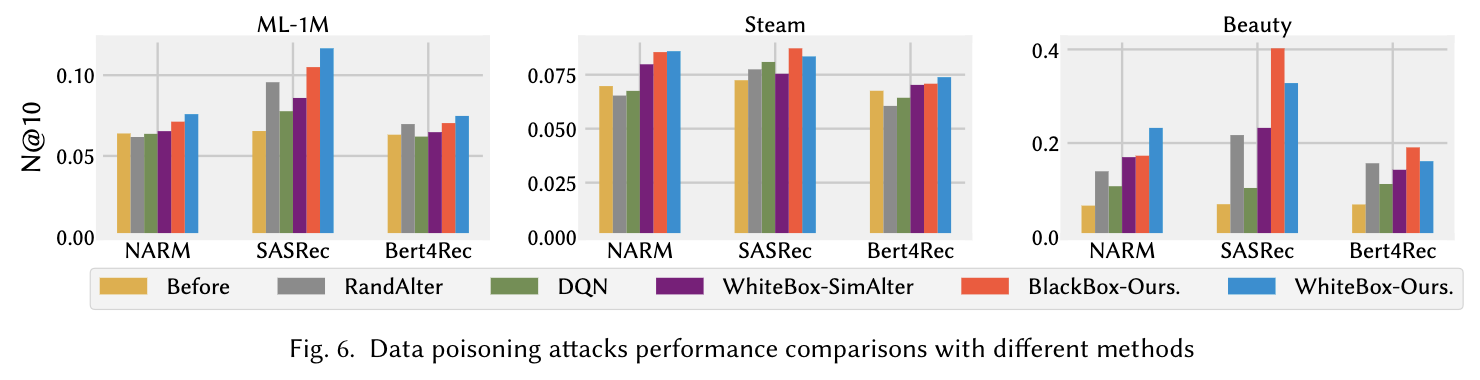 ML-1M
Steam
Beauty
N@10
0.10
0.05
0.00
0.075
0.050
0.025
0.000
0.4
0.2
0.0
NARM SASRec Bert4Rec
NARM SASRec Bert4Rec
NARM SASRec Bert4Rec
Before RandAlter DQN WhiteBox-SimAlter BlackBox-Ours. WhiteBox-Ours.
Fig. 6. Data poisoning attacks performance comparisons with different methods